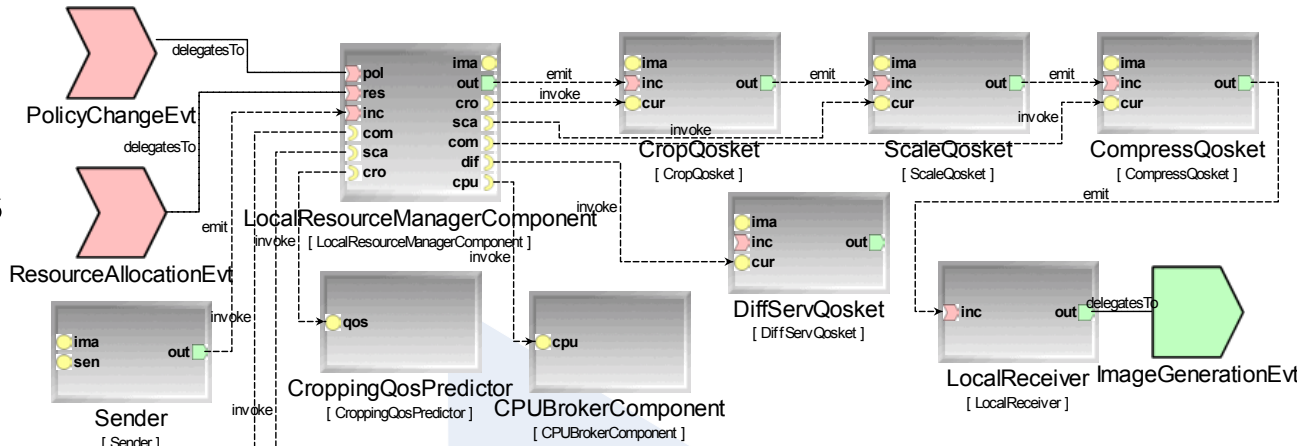 PolicyChangeEvt
delegatesTo
ResourceAllocationEvt
delegatesTo
pol
res
inc
com
sca
cro
ima
out
cro
sca
com
dif
cpu
LocalResourceManagerComponent
[ LocalResourceManagerComponent ]
emit
invoke
ima
inc
cur
out
CropQosket
[ CropQosket ]
emit
invoke
ima
inc
cur
out
ScaleQosket
[ ScaleQosket ]
emit
invoke
ima
inc
cur
out
CompressQosket
[ CompressQosket ]
emit
invoke
ima
inc
cur
out
DiffServQosket
[ DiffServQosket ]
inc
out
LocalReceiver
[ LocalReceiver ]
delegatesTo
ImageGenerationEvt
emit
invoke
invoke
invoke
ima
sen
out
Sender
[ Sender ]
invoke
qos
CroppingQosPredictor
[ CroppingQosPredictor ]
cpu
CPUBrokerComponent
[ CPUBrokerComponent ]